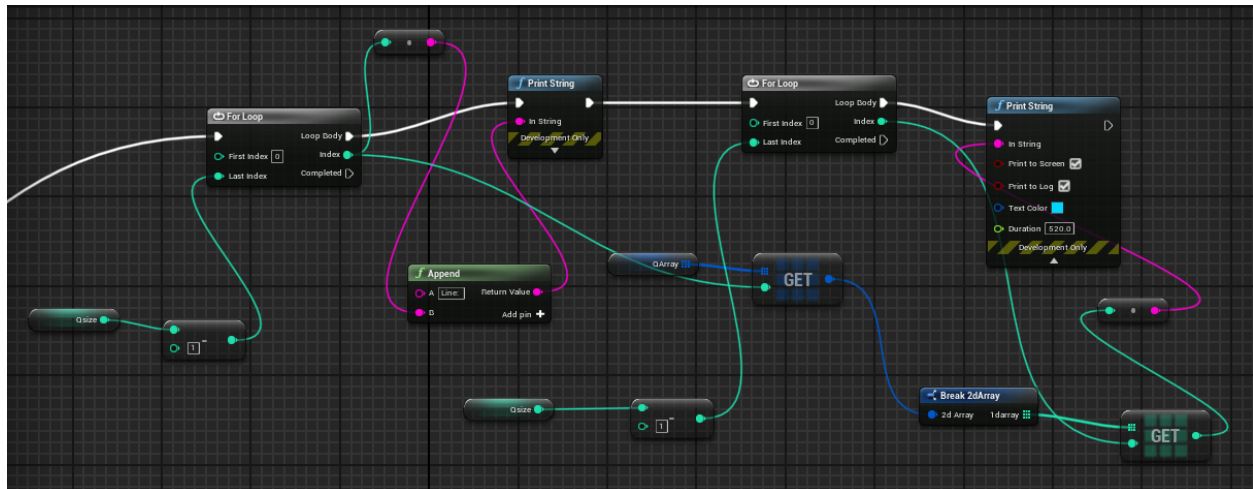 For Loop
Loop Body
First Index 0
Index
Last Index
Completed
Qsize
1 -
f Print String
In String
Development Only
f Append
A Line:
Return Value
B
Add pin +
For Loop
Loop Body
First Index 0
Index
Last Index
Completed
QArray
GET
Qsize
1 -
f Print String
In String
Print to Screen
Print to Log
Text Color
Duration 520.0
Development Only
Break 2dArray
2d Array
1darray
GET